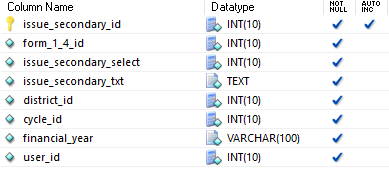 Column Name Datatype NOT NULL AUTO INC
issue_secondary_id INT(10)
form_1_4_id INT(10)
issue_secondary_select INT(10)
issue_secondary_txt TEXT
district_id INT(10)
cycle_id INT(10)
financial_year VARCHAR(100)
user_id INT(10)